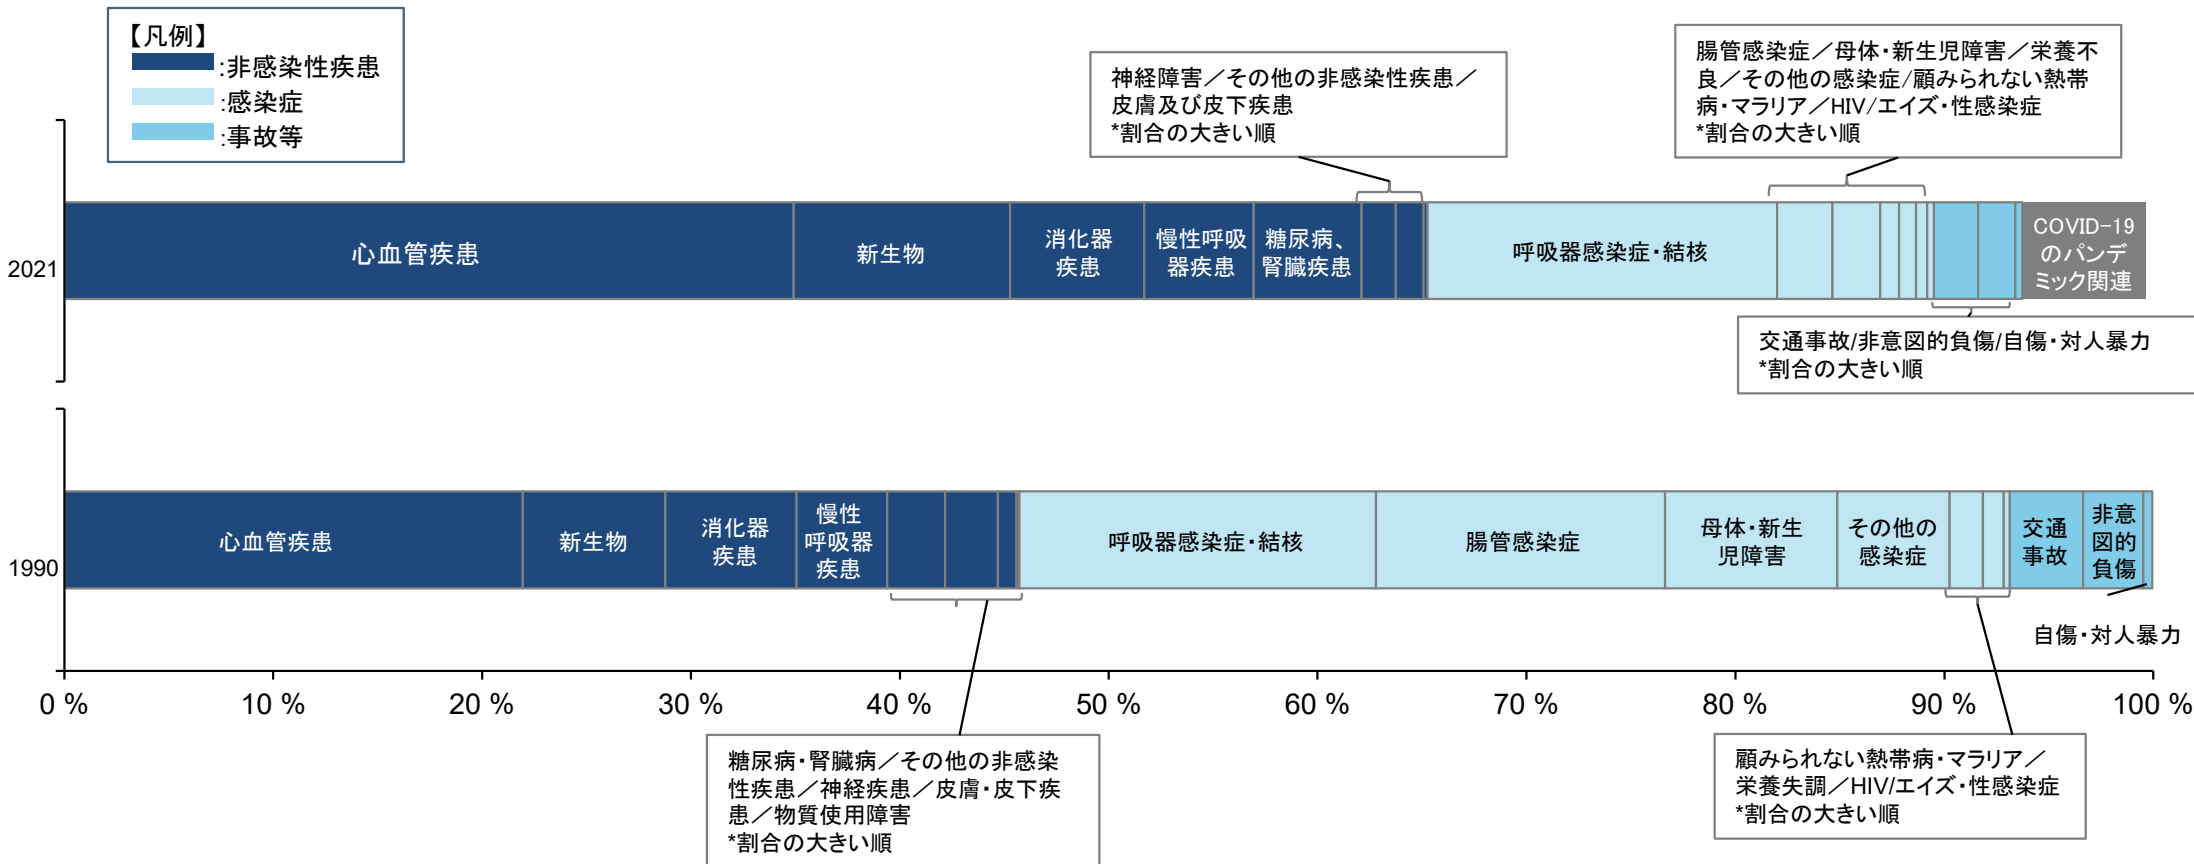 【凡例】
:非感染性疾患
:感染症
:事故等
神経障害／その他の非感染性疾患／
皮膚及び皮下疾患
*割合の大きい順
腸管感染症／母体・新生児障害／栄養不
良／その他の感染症/顧みられない熱帯
病・マラリア／HIV/エイズ・性感染症
*割合の大きい順
2021
心血管疾患
新生物
消化器
疾患
慢性呼吸
器疾患
糖尿病、
腎臓疾患
呼吸器感染症・結核
COVID-19
のパンデ
ミック関連
交通事故/非意図的負傷/自傷・対人暴力
*割合の大きい順
1990
心血管疾患
新生物
消化器
疾患
慢性
呼吸器
疾患
呼吸器感染症・結核
腸管感染症
母体・新生
児障害
その他の
感染症
交通
事故
非意
図的
負傷
自傷・対人暴力
0 %
10 %
20 %
30 %
40 %
50 %
60 %
70 %
80 %
90 %
100 %
糖尿病・腎臓病／その他の非感染
性疾患／神経疾患／皮膚・皮下疾
患／物質使用障害
*割合の大きい順
顧みられない熱帯病・マラリア／
栄養失調／HIV/エイズ・性感染症
*割合の大きい順